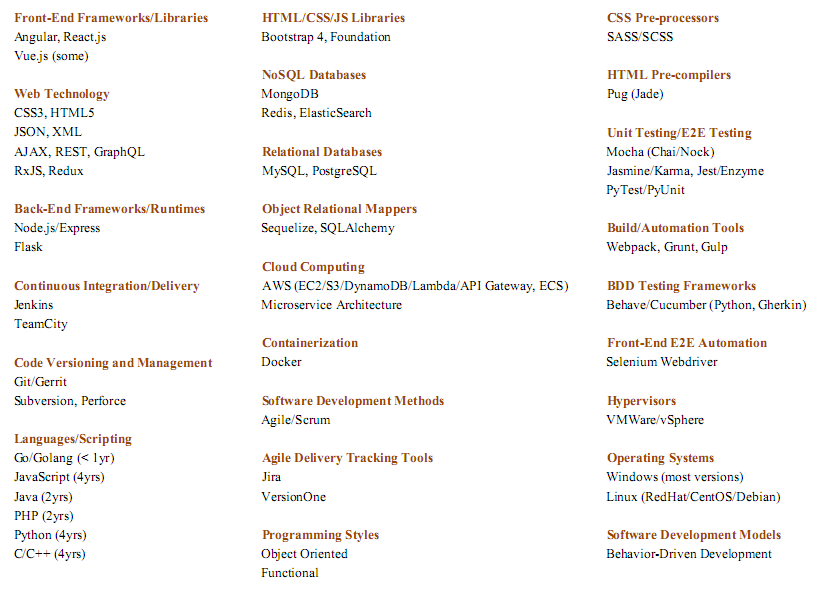 Front-End Frameworks/Libraries
Angular, React.js
Vue.js (some)
Web Technology
CSS3, HTML5
JSON, XML
AJAX, REST, GraphQL
RxJS, Redux
Back-End Frameworks/Runtimes
Node.js/Express
Flask
Continuous Integration/Delivery
Jenkins
TeamCity
Code Versioning and Management
Git/Gerrit
Subversion, Perforce
Languages/Scripting
Go/Golang (< 1yr)
JavaScript (4yrs)
Java (2yrs)
PHP (2yrs)
Python (4yrs)
C/C++ (4yrs)
HTML/CSS/JS Libraries
Bootstrap 4, Foundation
NoSQL Databases
MongoDB
Redis, ElasticSearch
Relational Databases
MySQL, PostgreSQL
Object Relational Mappers
Sequelize, SQLAlchemy
Cloud Computing
AWS (EC2/S3/DynamoDB/Lambda/API Gateway, ECS)
Microservice Architecture
Containerization
Docker
Software Development Methods
Agile/Scrum
Agile Delivery Tracking Tools
Jira
VersionOne
Programming Styles
Object Oriented
Functional
CSS Pre-processors
SASS/SCSS
HTML Pre-compilers
Pug (Jade)
Unit Testing/E2E Testing
Mocha (Chai/Nock)
Jasmine/Karma, Jest/Enzyme
PyTest/PyUnit
Build/Automation Tools
Webpack, Grunt, Gulp
BDD Testing Frameworks
Behave/Cucumber (Python, Gherkin)
Front-End E2E Automation
Selenium Webdriver
Hypervisors
VMWare/vSphere
Operating Systems
Windows (most versions)
Linux (RedHat/CentOS/Debian)
Software Development Models
Behavior-Driven Development